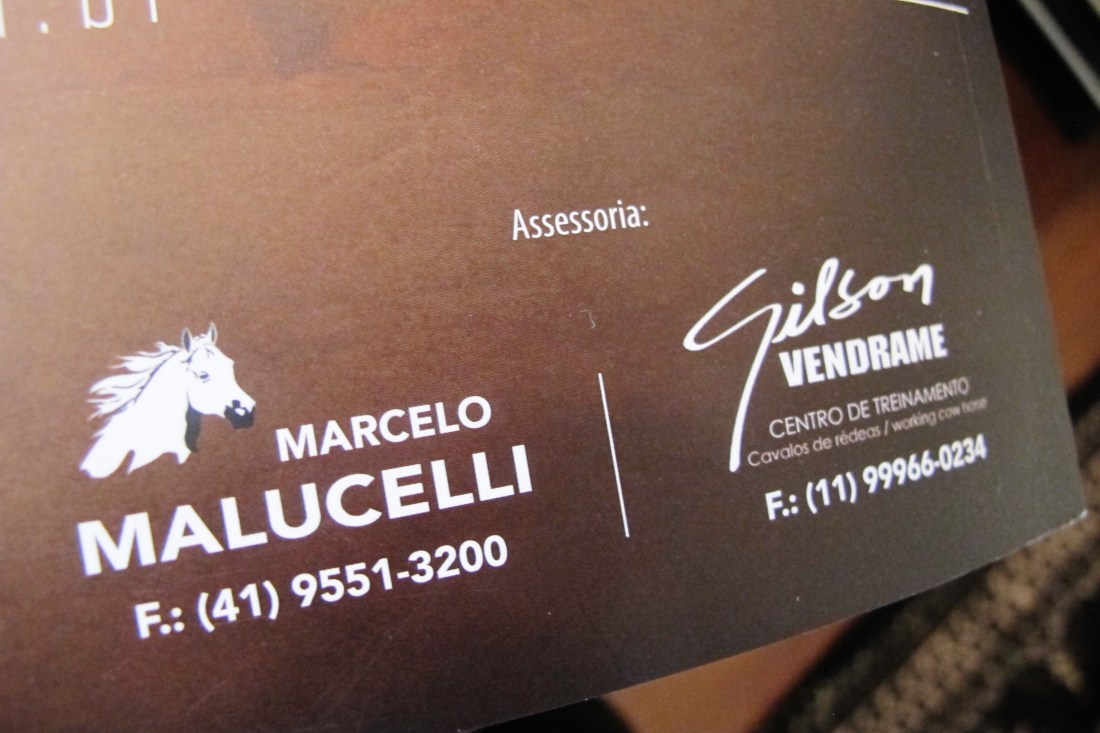 Assessoria:
MARCELO
MALUCELLI
F.: (41) 9551-3200
Gilson
VENDRAME
CENTRO DE TREINAMENTO
Cavalos de rédeas / working cow horse
F.: (11) 99966-0234